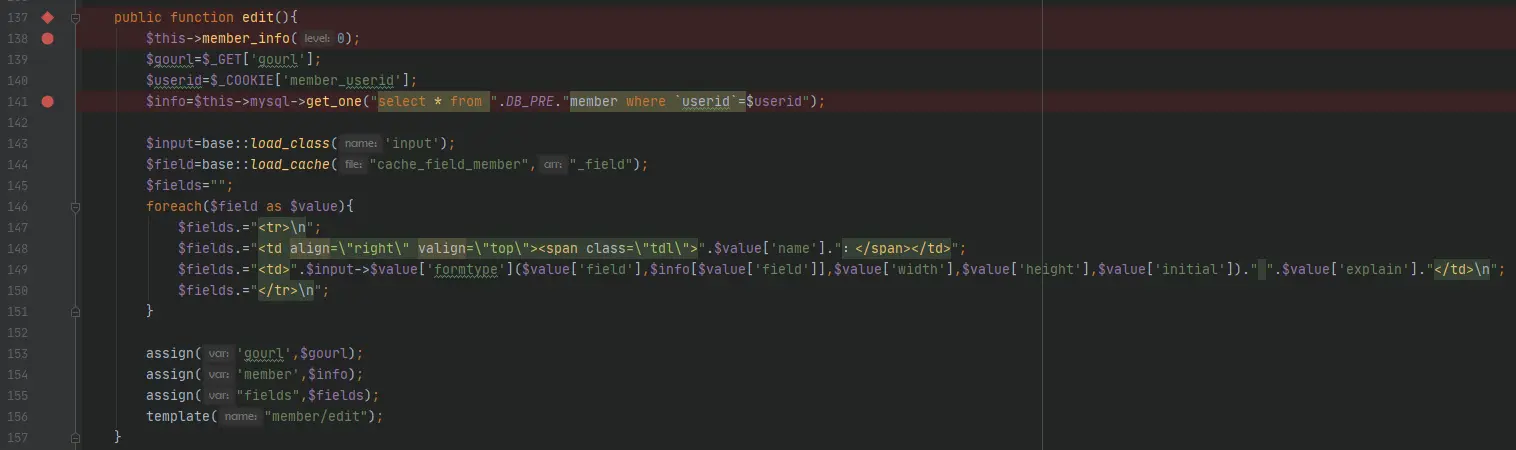 137 public function edit(){
138 $this->member_info( level: 0);
139 $gourl=$_GET['gourl'];
140 $userid=$_COOKIE['member_userid'];
141 $info=$this->mysql->get_one("select * from ".DB_PRE."member where `userid`=$userid");
142
143 $input=base::load_class( name: 'input');
144 $field=base::load_cache( file: "cache_field_member", arr: "_field");
145 $fields="";
146 foreach($field as $value){
147 $fields.="<tr>\n";
148 $fields.="<td align=\"right\" valign=\"top\"><span class=\"tdl\">".$value['name']."：</span></td>";
149 $fields.="<td>".$input->$value['formtype']($value['field'],$info[$value['field']],$value['width'],$value['height'],$value['initial'])." ".$value['explain']."</td>\n";
150 $fields.="</tr>\n";
151 }
152
153 assign( var: 'gourl',$gourl);
154 assign( var: 'member',$info);
155 assign( var: "fields",$fields);
156 template( name: "member/edit");
157 }